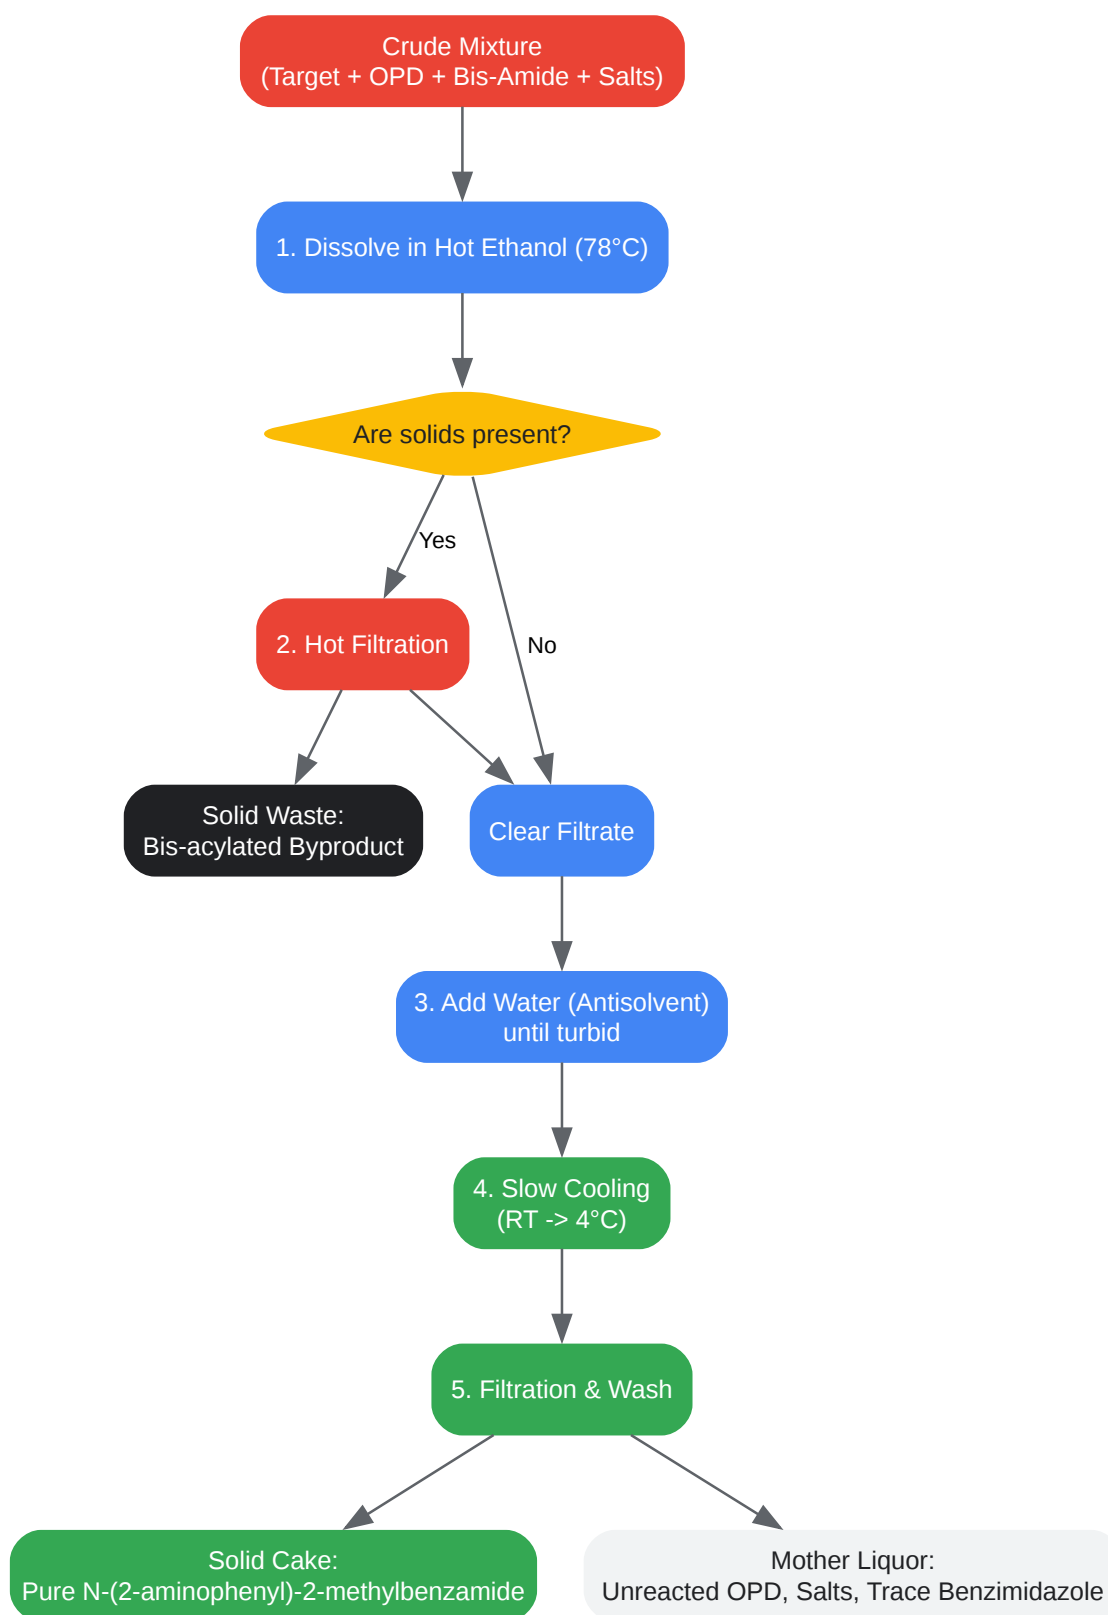 Crude Mixture
(Target + OPD + Bis-Amide + Salts)
1. Dissolve in Hot Ethanol (78°C)
Are solids present?
Yes
2. Hot Filtration
No
Solid Waste:
Bis-acylated Byproduct
Clear Filtrate
3. Add Water (Antisolvent)
until turbid
4. Slow Cooling
(RT -> 4°C)
5. Filtration & Wash
Solid Cake:
Pure N-(2-aminophenyl)-2-methylbenzamide
Mother Liquor:
Unreacted OPD, Salts, Trace Benzimidazole